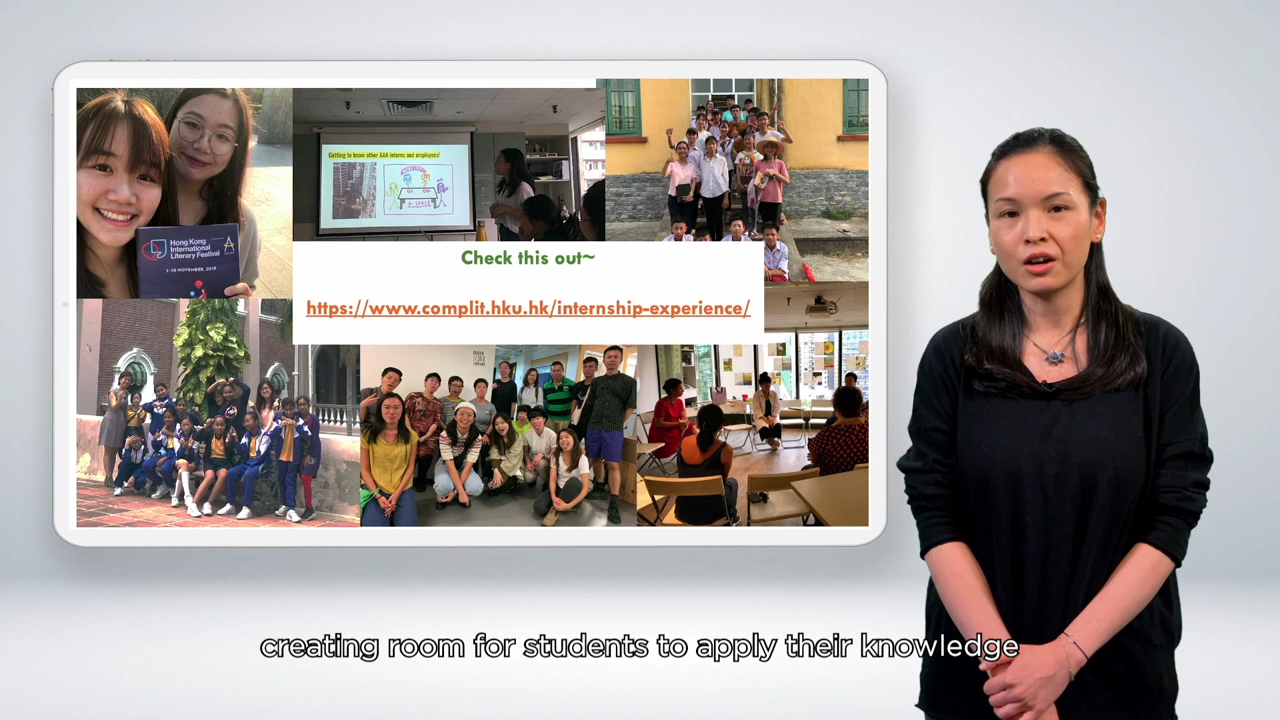 Getting to know other AAA interns and employees!
Hong Kong
International
Literary Festival
1-10 NOVEMBER, 2019
Check this out~
https://www.complit.hku.hk/internship-experience/
creating room for students to apply their knowledge